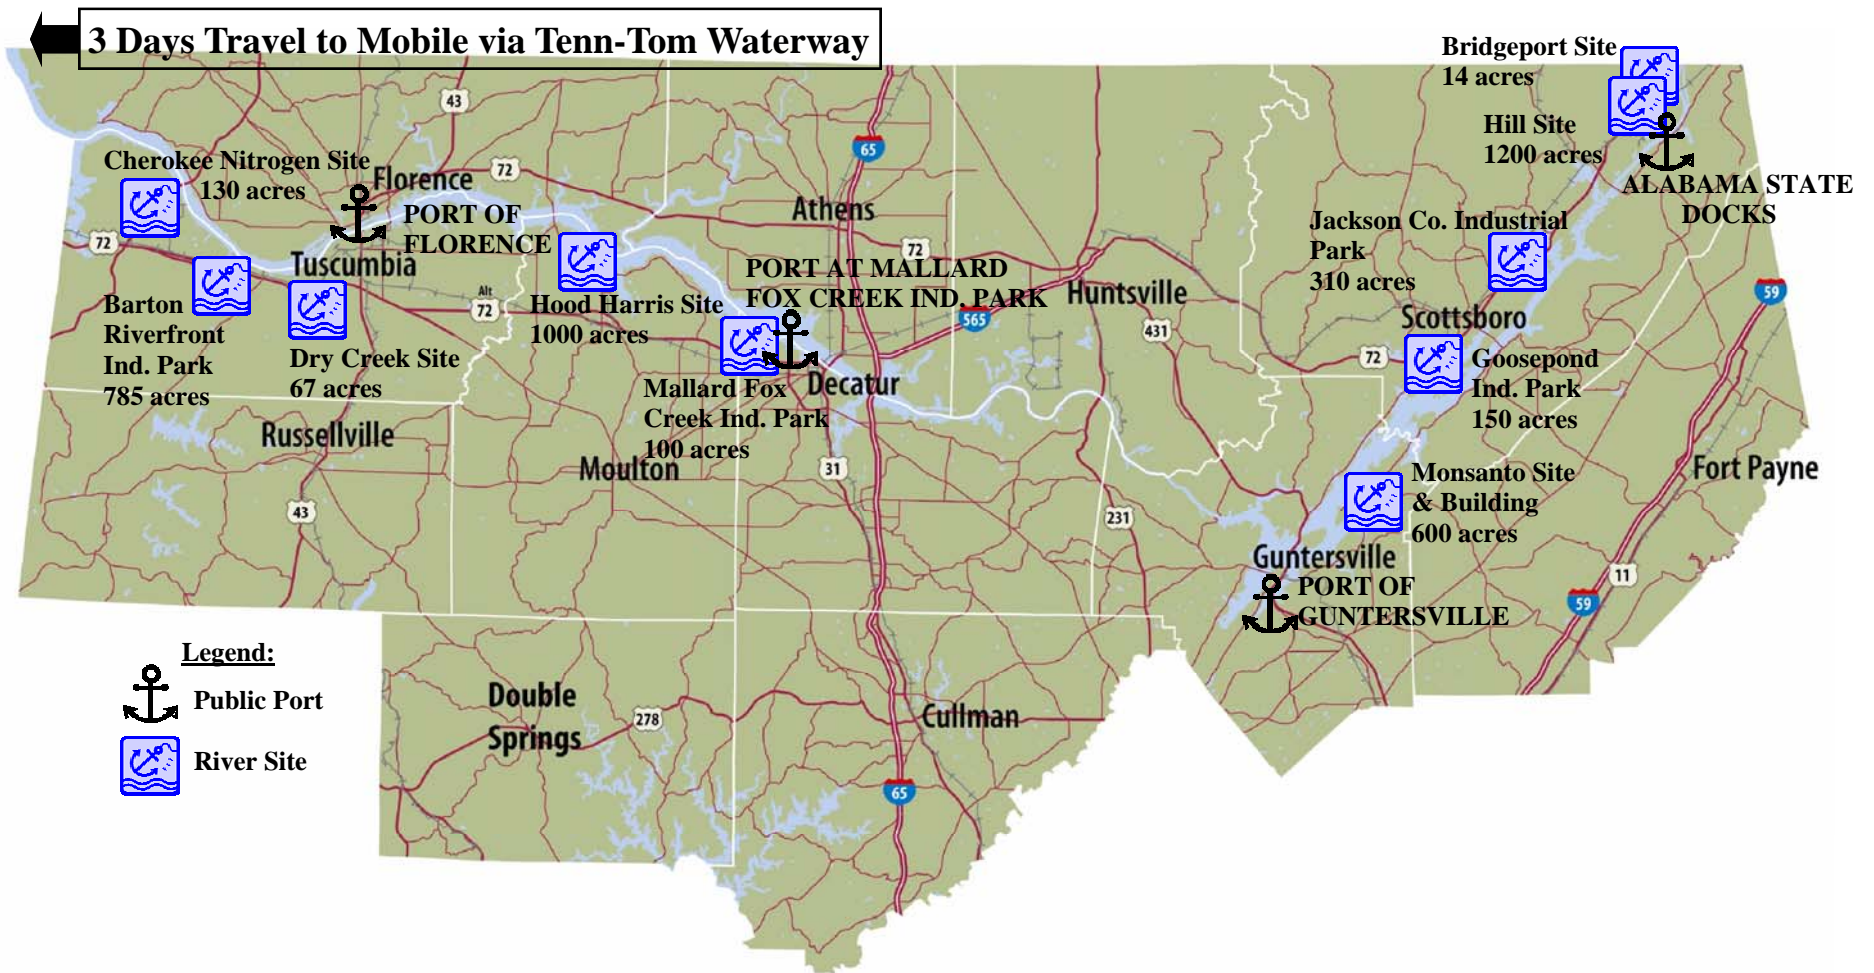 3 Days Travel to Mobile via Tenn-Tom Waterway
Bridgeport Site
14 acres
Hill Site
1200 acres
ALABAMA STATE
DOCKS
43
65
Cherokee Nitrogen Site
130 acres
Florence
72
PORT OF
FLORENCE
Athens
72
72
Tuscumbia
Jackson Co. Industrial
Park
310 acres
59
Barton
Riverfront
Ind. Park
785 acres
Dry Creek Site
67 acres
Alt
72
Hood Harris Site
1000 acres
PORT AT MALLARD
FOX CREEK IND. PARK
565
Huntsville
431
Scottsboro
72
Goosepond
Ind. Park
150 acres
Mallard Fox
Creek Ind. Park
100 acres
Decatur
Russellville
Moulton
31
43
231
Monsanto Site
& Building
600 acres
Fort Payne
Guntersville
PORT OF
GUNTERSVILLE
11
59
Legend:
Public Port
River Site
Double
Springs
278
Cullman
65